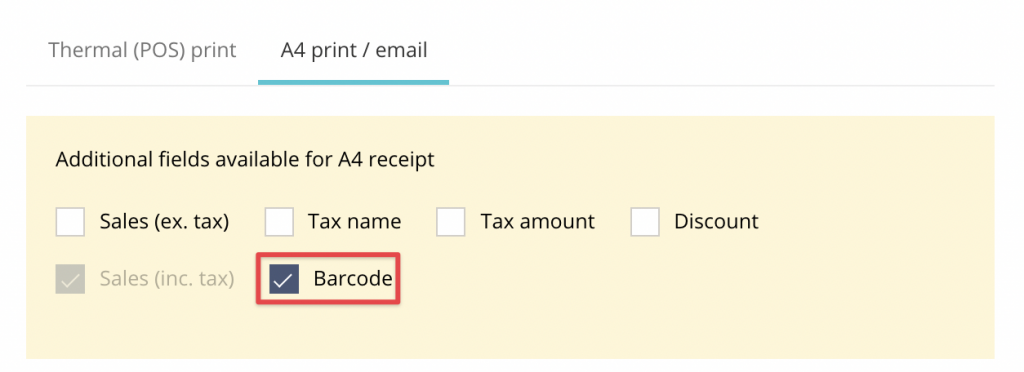 Thermal (POS) print A4 print / email
Additional fields available for A4 receipt
Sales (ex. tax) Tax name Tax amount Discount
Sales (inc. tax) Barcode